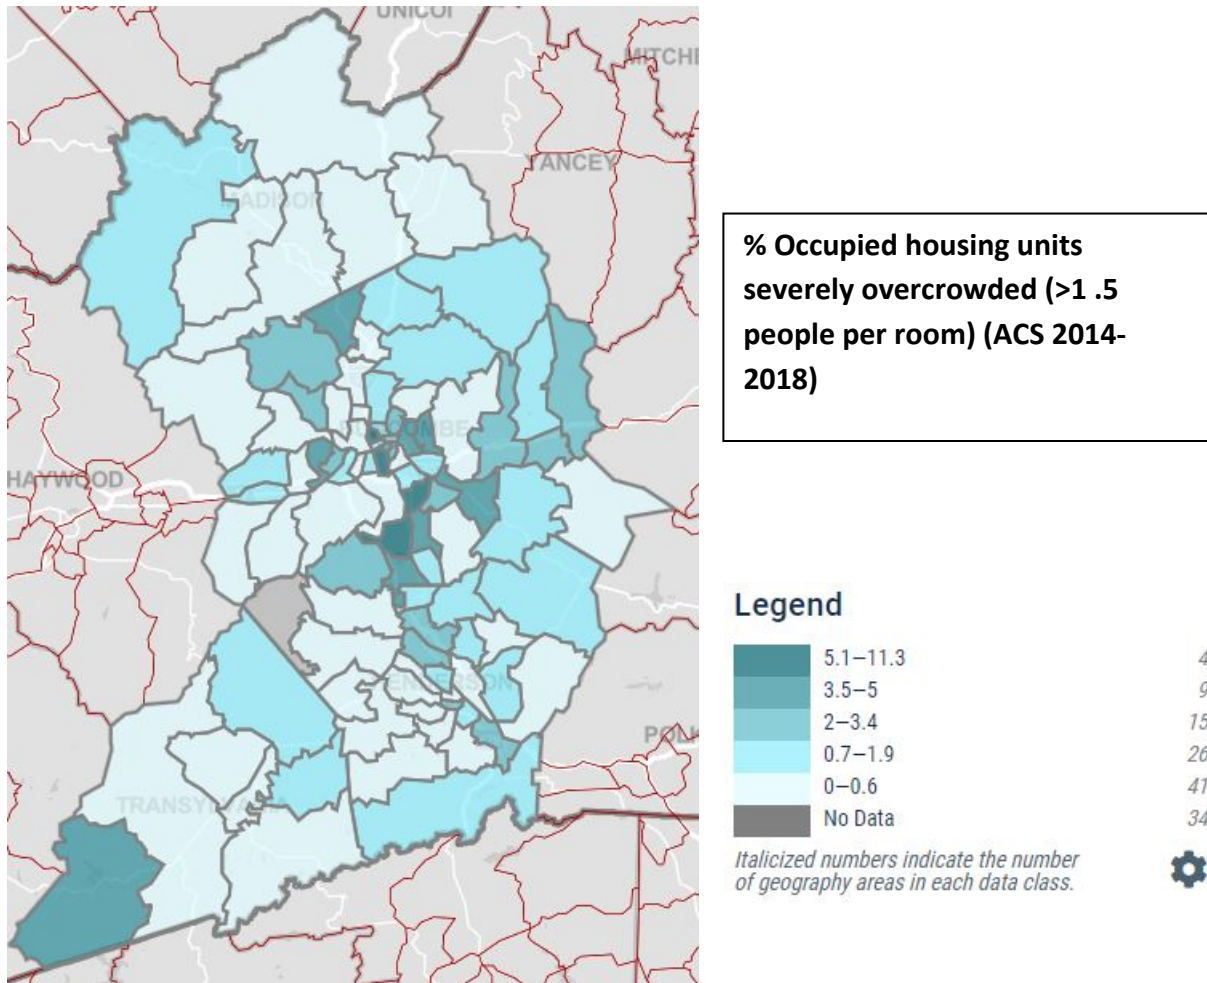 UNICOI
MITCHE
YANCEY
MADISON
BUNCOMBE
HAYWOOD
HENDERSON
POLK
TRANSYLVANIA
% Occupied housing units
severely overcrowded (>1 .5
people per room) (ACS 2014-
2018)
Legend
5.1–11.3 4
3.5–5 9
2–3.4 15
0.7–1.9 26
0–0.6 41
No Data 34
Italicized numbers indicate the number
of geography areas in each data class.